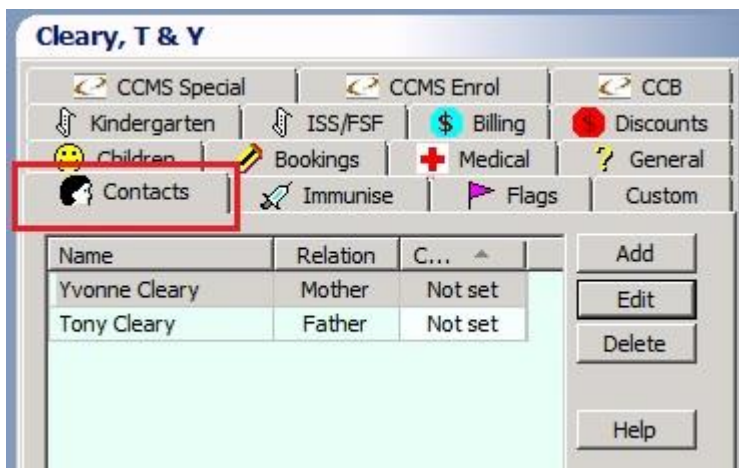 Cleary, T & Y
CCMS Special CCMS Enrol CCB
Kindergarten ISS/FSF $ Billing $ Discounts
Children Bookings Medical ? General
Contacts Immunise Flags Custom
Name Relation C... Add
Yvonne Cleary Mother Not set Edit
Tony Cleary Father Not set
Delete
Help